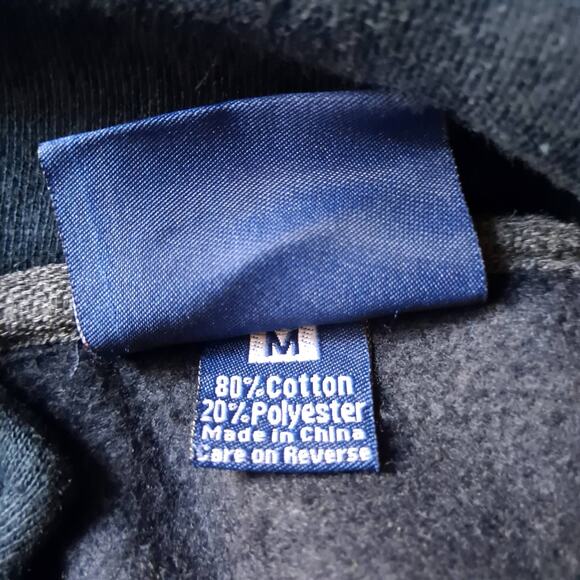 M
80% Cotton
20% Polyester
Made in China
Care on Reverse